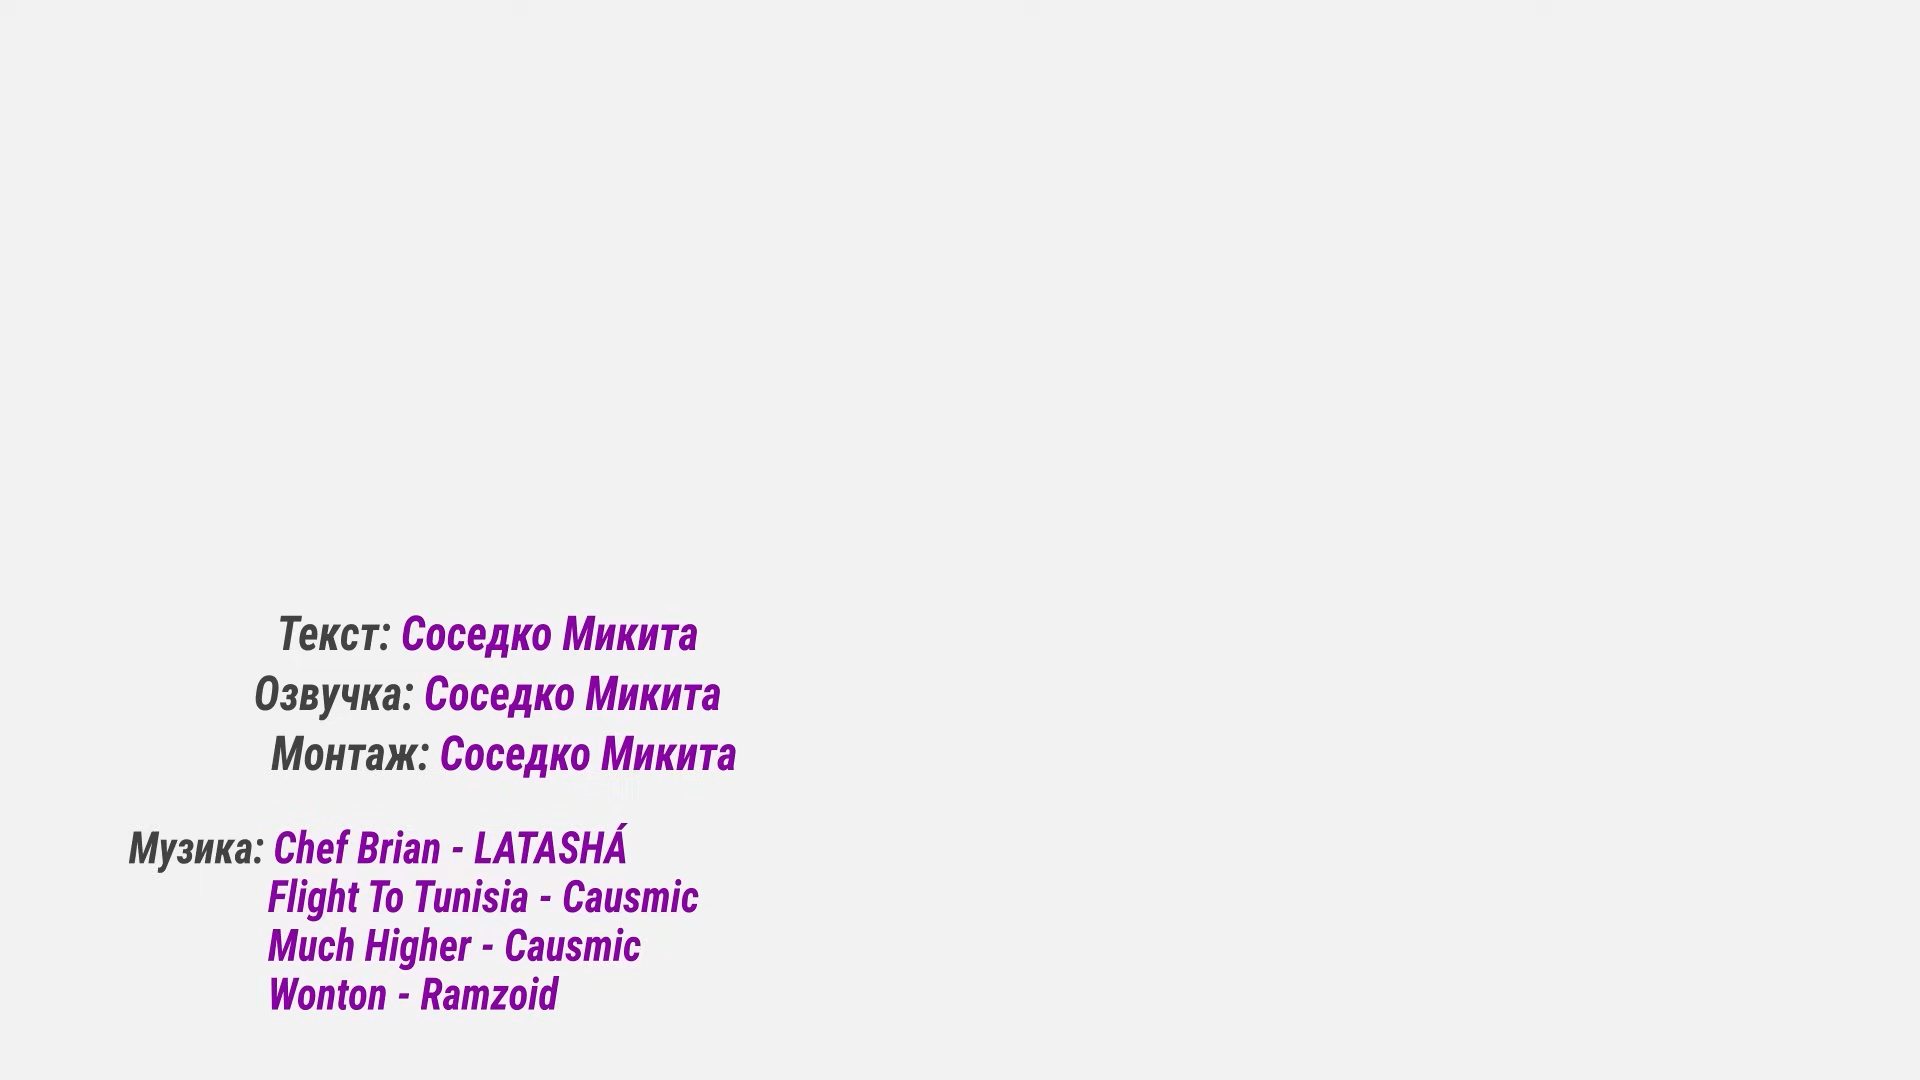 Текст: Соседко Микита
Озвучка: Соседко Микита
Монтаж: Соседко Микита
Музика: Chef Brian - LATASHÁ
Flight To Tunisia - Causmic
Much Higher - Causmic
Wonton - Ramzoid